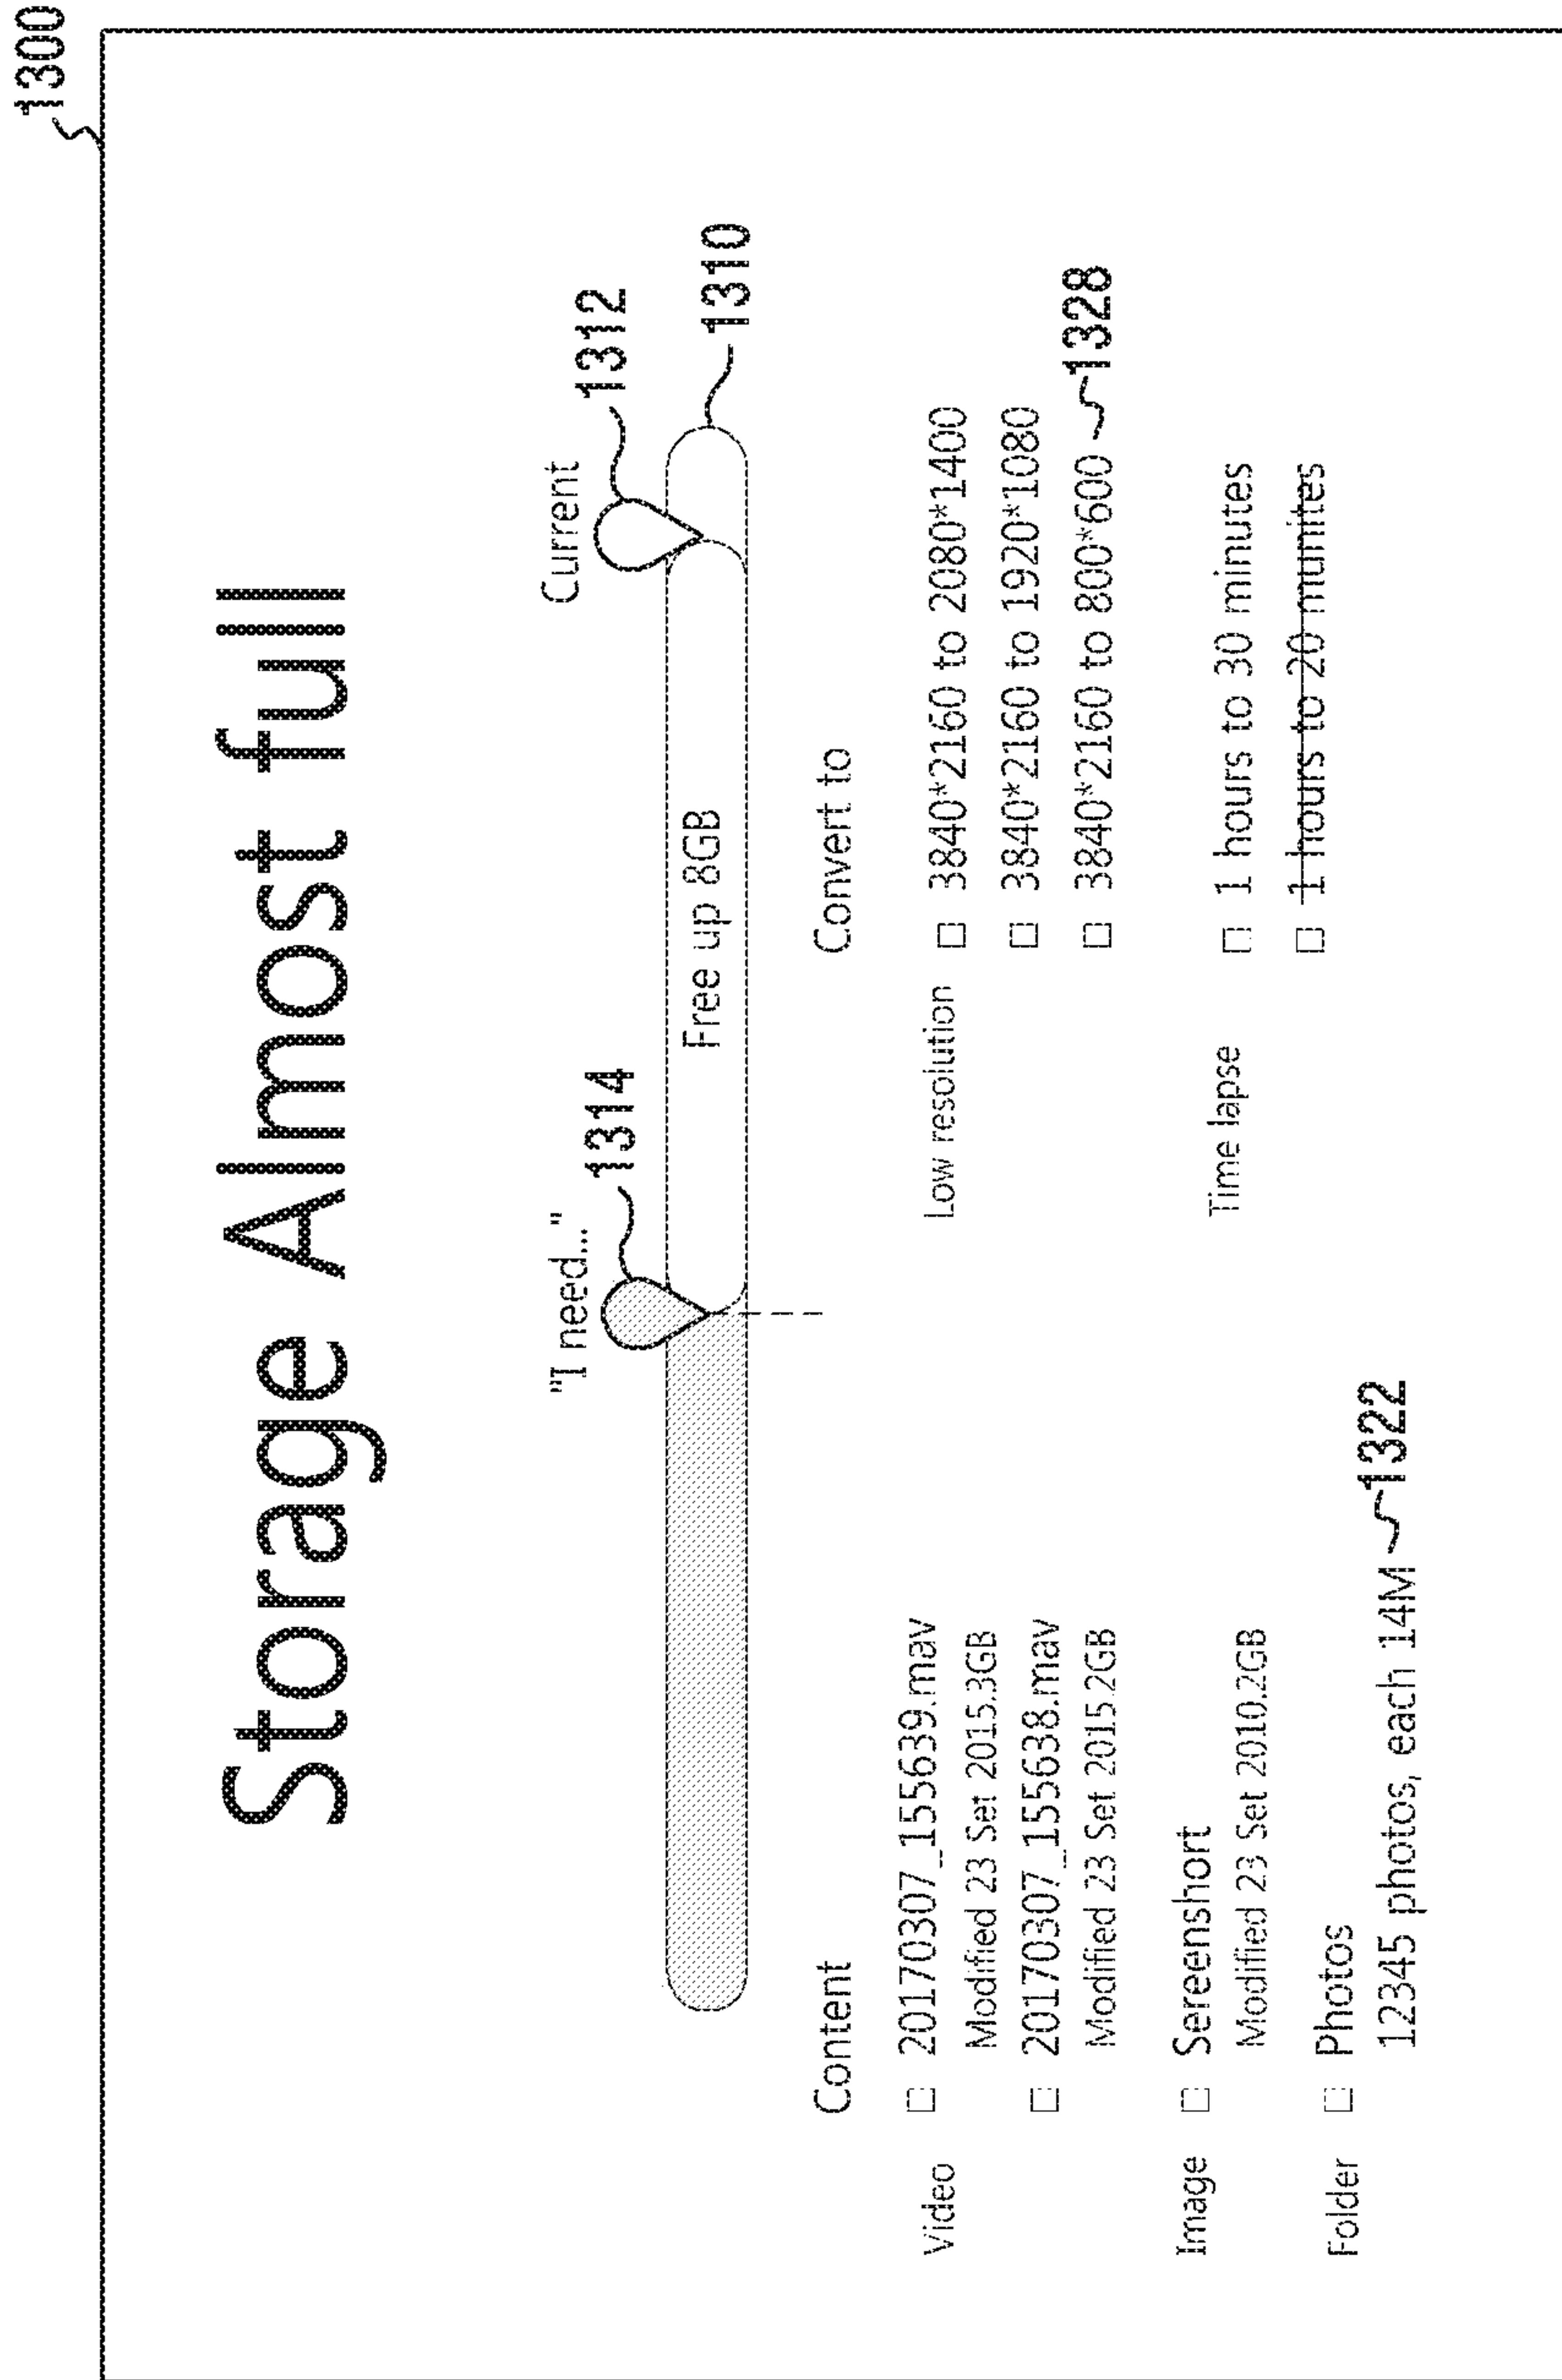 1300
Storage Almost full
"I need..."
1314
Current
1312
Free up 8GB
1310
Content
Video
20170307_155639.mav
Modified 23 Set 2015.3GB
20170307_155638.mav
Modified 23 Set 2015.2GB
Image
Sereenshort
Modified 23 Set 2010.2GB
Folder
Photos
12345 photos, each 14M
1322
Convert to
Low resolution
3840*2160 to 2080*1400
3840*2160 to 1920*1080
3840*2160 to 800*600
1328
Time lapse
1 hours to 30 minutes
1 hours to 20 munites